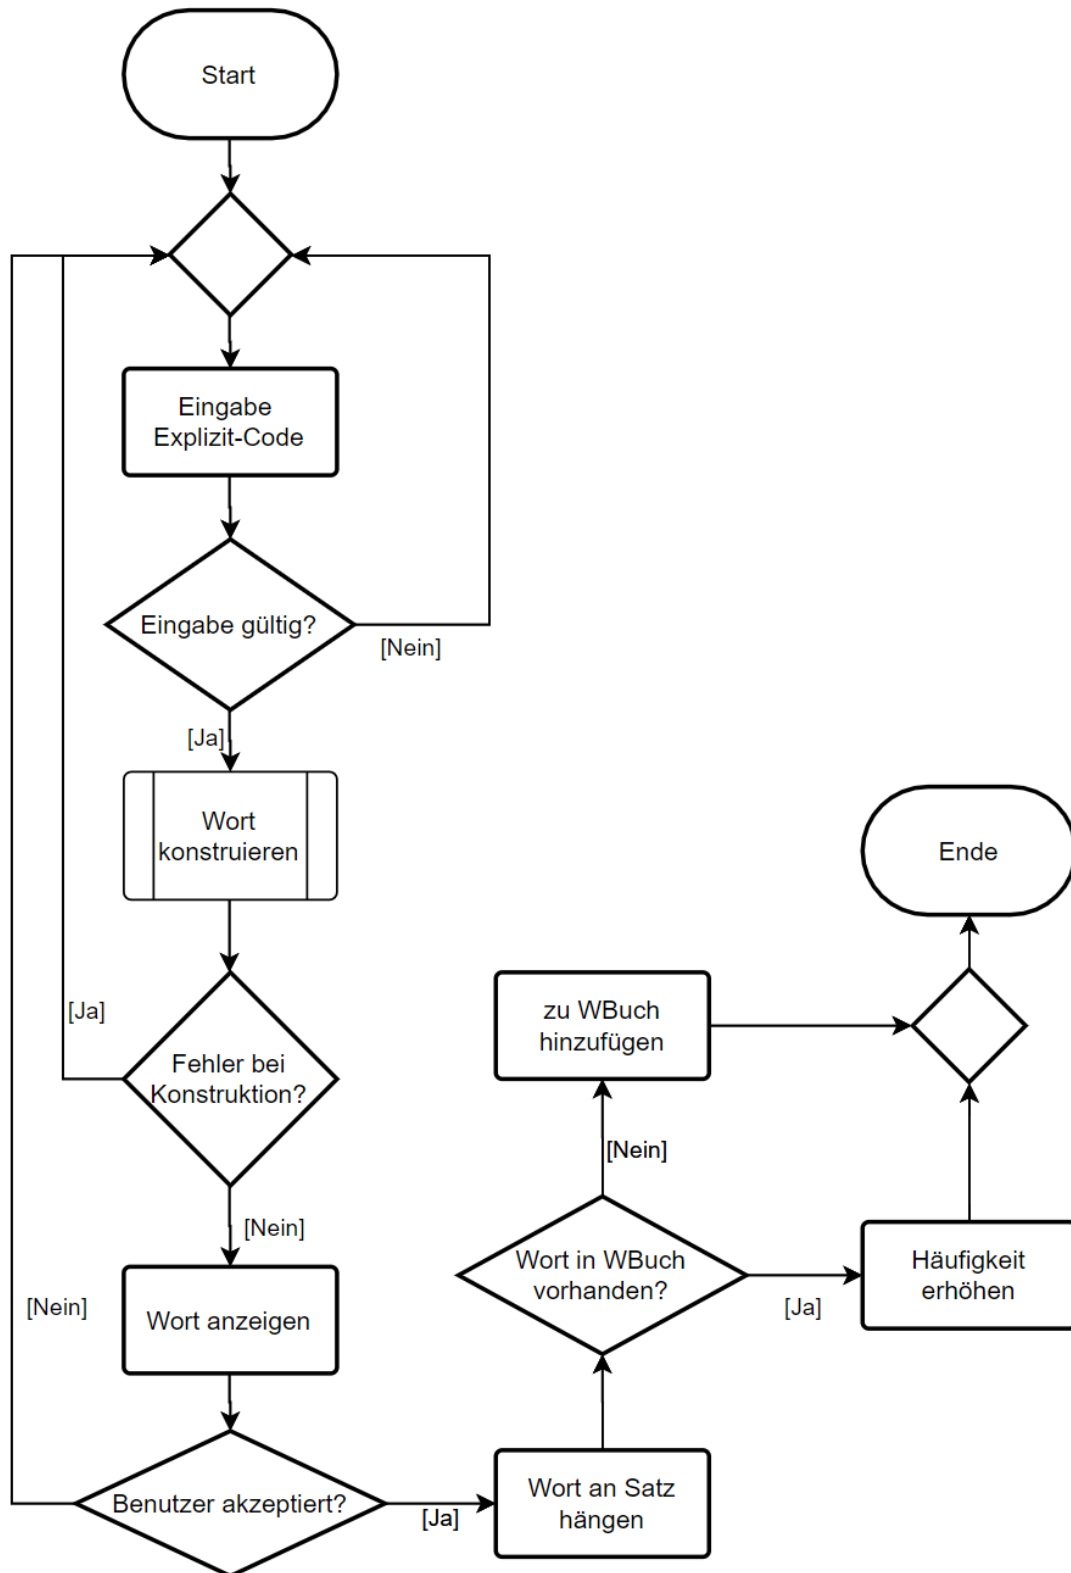 Start
Eingabe
Explizit-Code
Eingabe gültig?
[Nein]
[Ja]
Wort
konstruieren
[Ja]
Fehler bei
Konstruktion?
[Nein]
[Nein]
Wort anzeigen
Benutzer akzeptiert?
[Ja]
Wort an Satz
hängen
Wort in WBuch
vorhanden?
[Nein]
[Ja]
zu WBuch
hinzufügen
Häufigkeit
erhöhen
Ende